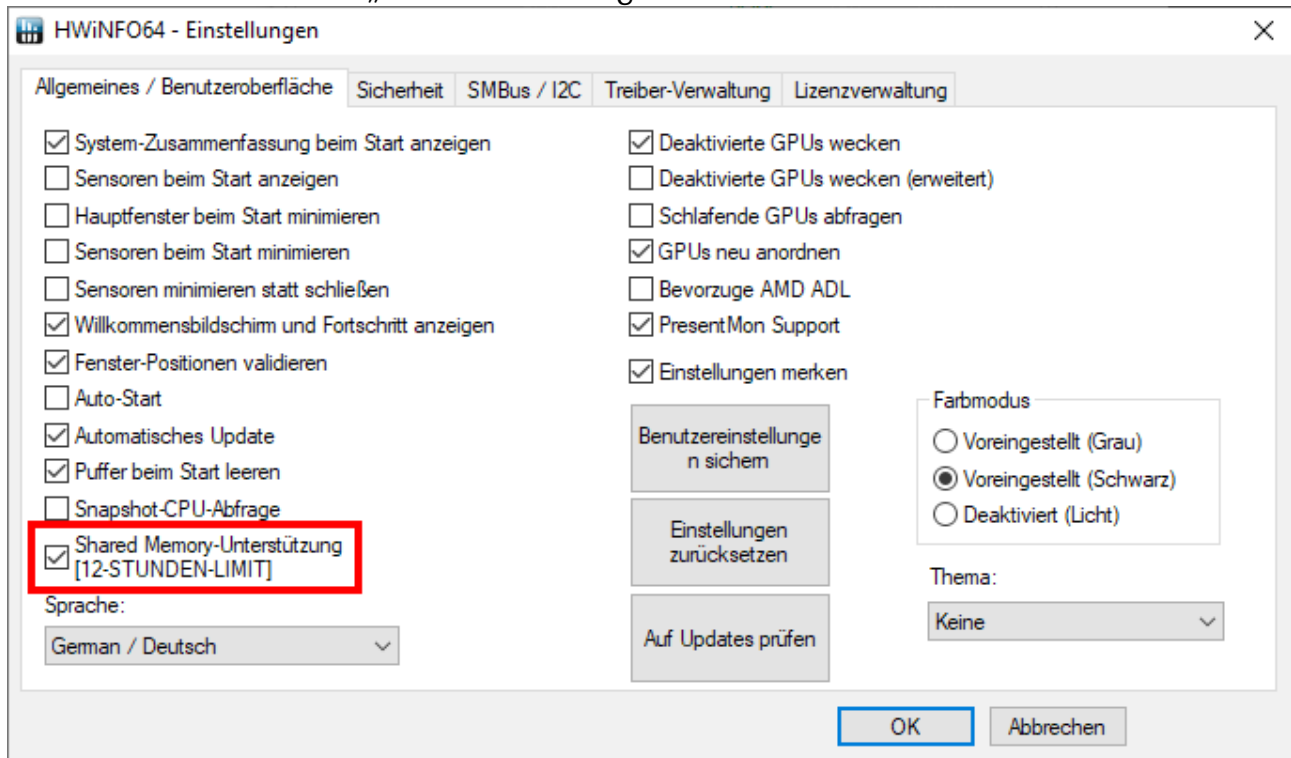 HWiNFO64 - Einstellungen
Allgemeines / Benutzeroberfläche Sicherheit SMBus / I2C Treiber-Verwaltung Lizenzverwaltung
System-Zusammenfassung beim Start anzeigen
Sensoren beim Start anzeigen
Hauptfenster beim Start minimieren
Sensoren beim Start minimieren
Sensoren minimieren statt schließen
Willkommensbildschirm und Fortschritt anzeigen
Fenster-Positionen validieren
Auto-Start
Automatisches Update
Puffer beim Start leeren
Snapshot-CPU-Abfrage
Shared Memory-Unterstützung
[12-STUNDEN-LIMIT]
Sprache:
German / Deutsch
Deaktivierte GPUs wecken
Deaktivierte GPUs wecken (erweitert)
Schlafende GPUs abfragen
GPUs neu anordnen
Bevorzuge AMD ADL
PresentMon Support
Einstellungen merken
Benutzereinstellunge
n sichern
Einstellungen
zurücksetzen
Auf Updates prüfen
Farbmodus
Voreingestellt (Grau)
Voreingestellt (Schwarz)
Deaktiviert (Licht)
Thema:
Keine
OK Abbrechen